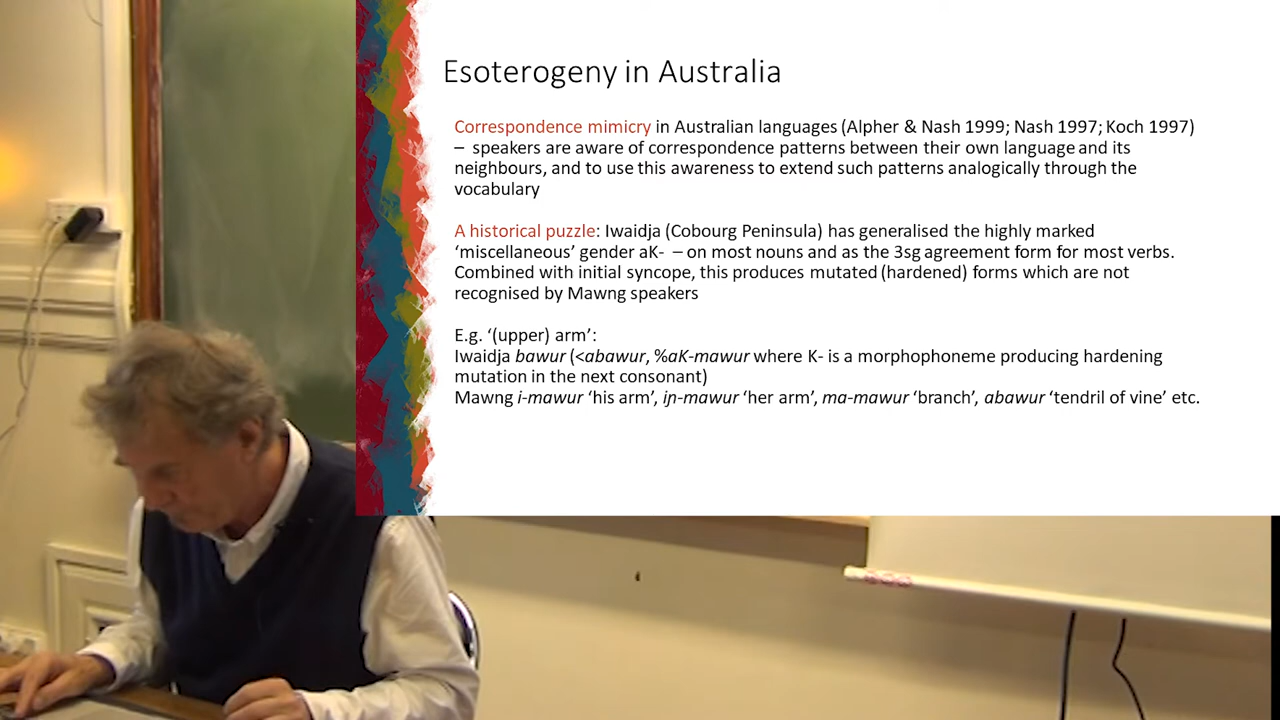 Esoterogeny in Australia
Correspondence mimicry in Australian languages (Alpher & Nash 1999; Nash 1997; Koch 1997)
– speakers are aware of correspondence patterns between their own language and its
neighbours, and to use this awareness to extend such patterns analogically through the
vocabulary
A historical puzzle: Iwaidja (Cobourg Peninsula) has generalised the highly marked
‘miscellaneous’ gender aK- – on most nouns and as the 3sg agreement form for most verbs.
Combined with initial syncope, this produces mutated (hardened) forms which are not
recognised by Mawng speakers
E.g. ‘(upper) arm’:
Iwaidja bawur (<abawur, %aK-mawur where K- is a morphophoneme producing hardening
mutation in the next consonant)
Mawng i-mawur ‘his arm’, iɲ-mawur ‘her arm’, ma-mawur ‘branch’, abawur ‘tendril of vine’ etc.